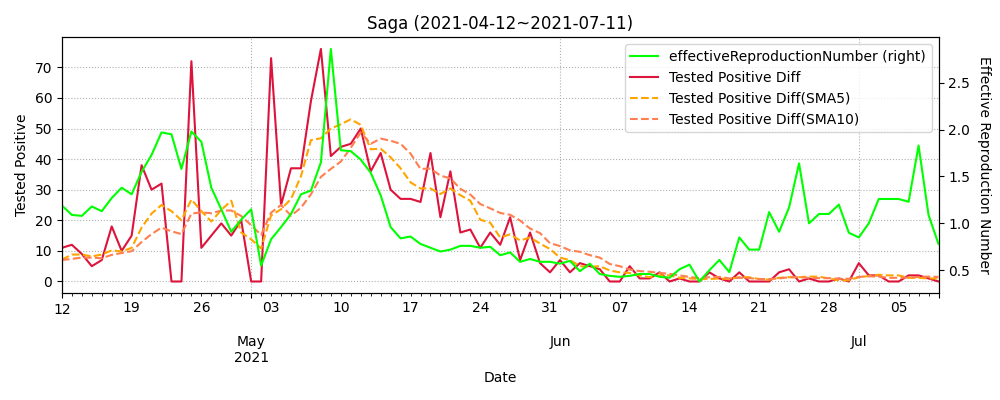 Saga (2021-04-12~2021-07-11)
effectiveReproductionNumber (right)
Tested Positive Diff
Tested Positive Diff(SMA5)
Tested Positive Diff(SMA10)
Tested Positive
70
60
50
40
30
20
10
0
2.5
2.0
1.5
1.0
0.5
Effective Reproduction Number
12 19 26 03 10 17 24 31 07 14 21 28 05
May Jun Jul
2021
Date